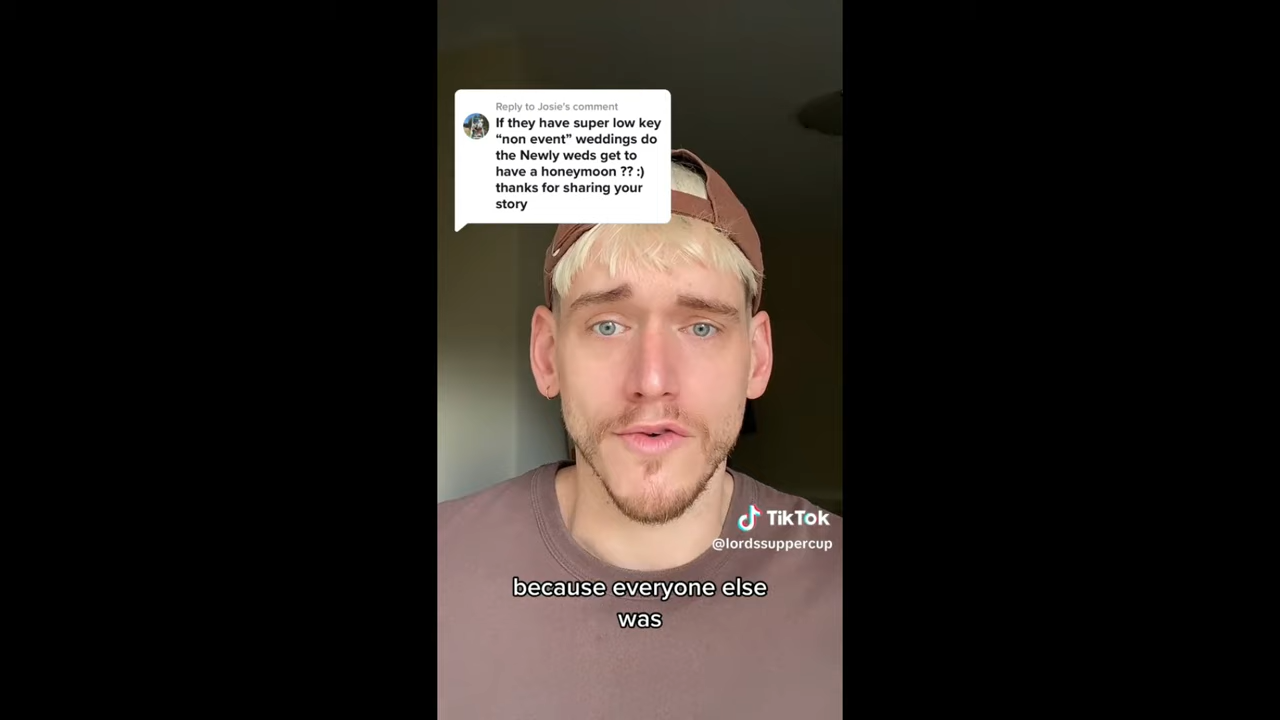 Reply to Josie's comment
If they have super low key
“non event” weddings do
the Newly weds get to
have a honeymoon ?? :)
thanks for sharing your
story
TikTok
@lordssuppercup
because everyone else
was